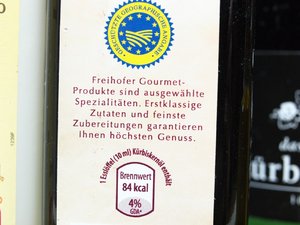 GESCHÜTZTE GEOGRAPHISCHE ANGABE
Freihofer Gourmet-
Produkte sind ausgewählte
Spezialitäten. Erstklassige
Zutaten und feinste
Zubereitungen garantieren
Ihnen höchsten Genuss.
1 Esslöffel (10 ml) Kürbiskernöl enthält
Brennwert
84 kcal
4%
GDA*